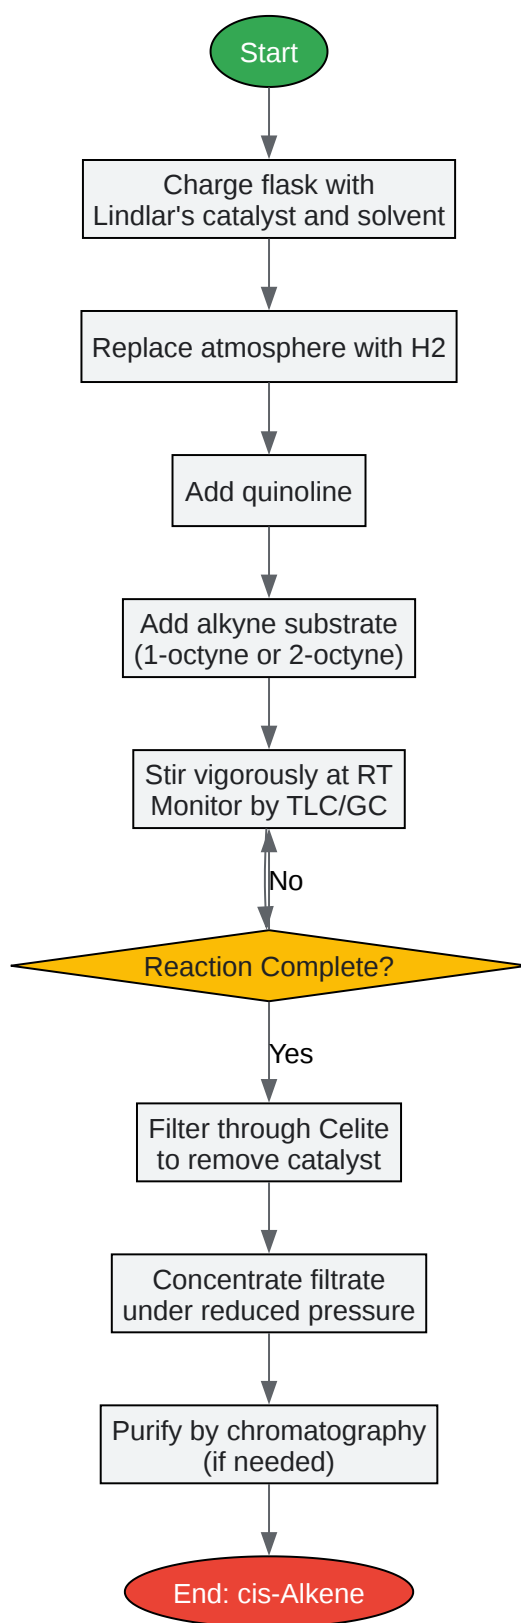 Start
Charge flask with
Lindlar's catalyst and solvent
Replace atmosphere with H2
Add quinoline
Add alkyne substrate
(1-octyne or 2-octyne)
Stir vigorously at RT
Monitor by TLC/GC
No
Reaction Complete?
Yes
Filter through Celite
to remove catalyst
Concentrate filtrate
under reduced pressure
Purify by chromatography
(if needed)
End: cis-Alkene